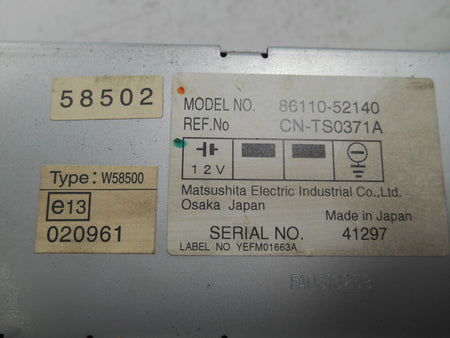 58502
MODEL NO. 86110-52140
REF.No CN-TS0371A
12V
Matsushita Electric Industrial Co.,Ltd.
Osaka Japan
Made in Japan
SERIAL NO. 41297
LABEL NO. YEFM01663A
Type: W58500
e13
020961